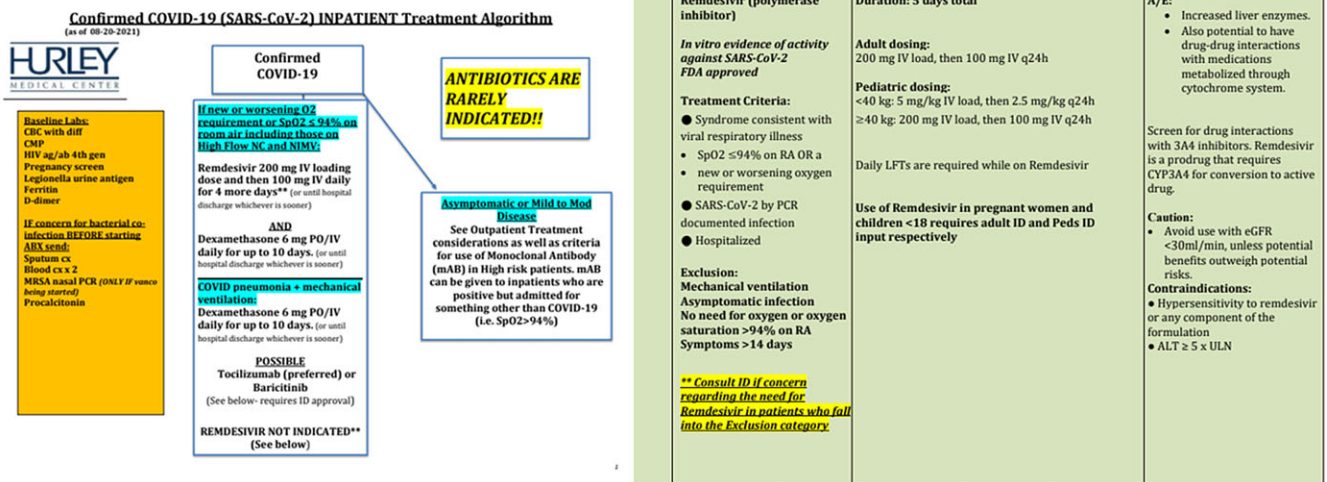 Confirmed COVID-19 (SARS-CoV-2) INPATIENT Treatment Algorithm
(as of 08-20-2021)
HURLEY
MEDICAL CENTER
Baseline Labs:
CBC with diff
CMP
HIV ag/ab 4th gen
Pregnancy screen
Legionella urine antigen
Ferritin
D-dimer
IF concern for bacterial co-
infection BEFORE starting
ABX send:
Sputum cx
Blood cx x 2
MRSA nasal PCR (ONLY IF vanco
being started)
Procalcitonin
Confirmed
COVID-19
If new or worsening O2
requirement or SpO2 ≤ 94% on
room air including those on
High Flow NC and NIMV:
Remdesivir 200 mg IV loading
dose and then 100 mg IV daily
for 4 more days** (or until hospital
discharge whichever is sooner)
AND
Dexamethasone 6 mg PO/IV
daily for up to 10 days. (or until
hospital discharge whichever is sooner)
COVID pneumonia + mechanical
ventilation:
Dexamethasone 6 mg PO/IV
daily for up to 10 days. (or until
hospital discharge whichever is sooner)
POSSIBLE
Tocilizumab (preferred) or
Baricitinib
(See below- requires ID approval)
REMDESIVIR NOT INDICATED**
(See below)
ANTIBIOTICS ARE
RARELY
INDICATED!!
Asymptomatic or Mild to Mod
Disease
See Outpatient Treatment
considerations as well as criteria
for use of Monoclonal Antibody
(mAB) in High risk patients. mAB
can be given to inpatients who are
positive but admitted for
something other than COVID-19
(i.e. SpO2>94%)
1
Remdesivir (polymerase
inhibitor)
In vitro evidence of activity
against SARS-CoV-2
FDA approved
Treatment Criteria:
● Syndrome consistent with
viral respiratory illness
• SpO2 ≤94% on RA OR a
• new or worsening oxygen
requirement
● SARS-CoV-2 by PCR
documented infection
● Hospitalized
Exclusion:
Mechanical ventilation
Asymptomatic infection
No need for oxygen or oxygen
saturation >94% on RA
Symptoms >14 days
** Consult ID if concern
regarding the need for
Remdesivir in patients who fall
into the Exclusion category
Duration: 5 days total
Adult dosing:
200 mg IV load, then 100 mg IV q24h
Pediatric dosing:
<40 kg: 5 mg/kg IV load, then 2.5 mg/kg q24h
≥40 kg: 200 mg IV load, then 100 mg IV q24h
Daily LFTs are required while on Remdesivir
Use of Remdesivir in pregnant women and
children <18 requires adult ID and Peds ID
input respectively
A/E:
• Increased liver enzymes.
• Also potential to have
drug-drug interactions
with medications
metabolized through
cytochrome system.
Screen for drug interactions
with 3A4 inhibitors. Remdesivir
is a prodrug that requires
CYP3A4 for conversion to active
drug.
Caution:
• Avoid use with eGFR
<30ml/min, unless potential
benefits outweigh potential
risks.
Contraindications:
● Hypersensitivity to remdesivir
or any component of the
formulation
● ALT ≥ 5 x ULN